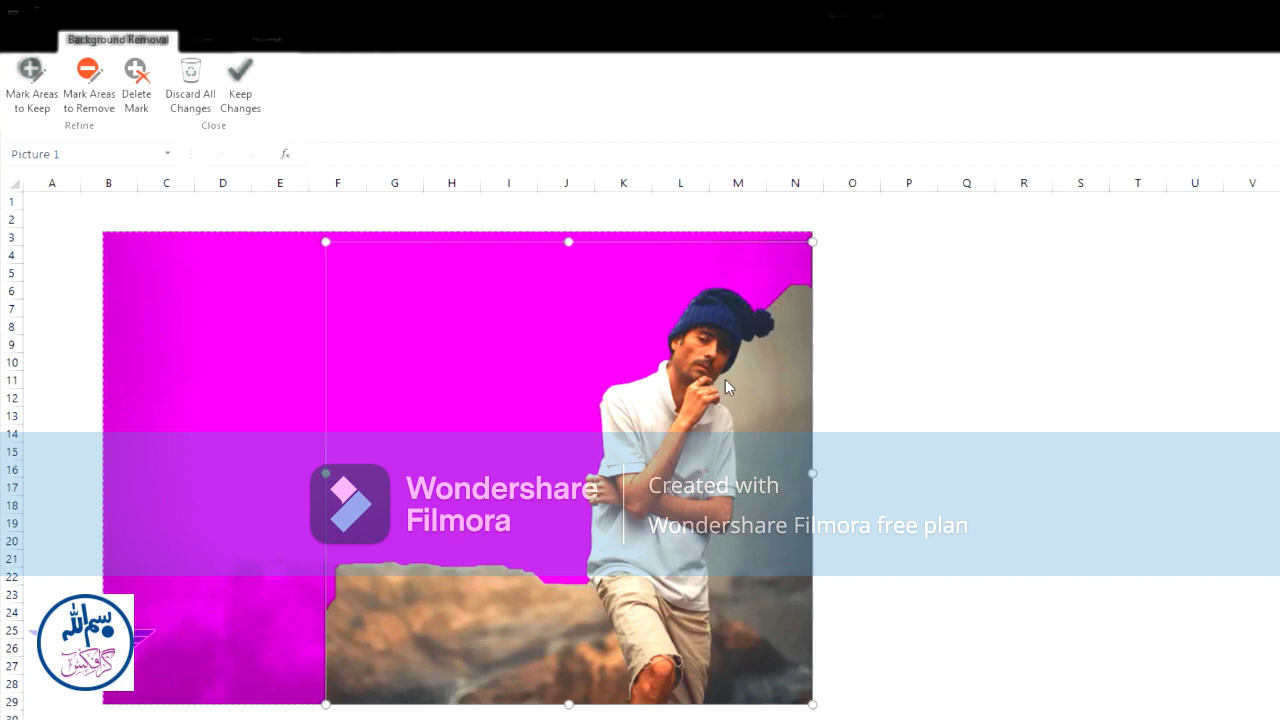 Background Removal
Mark Areas to Keep
Mark Areas to Remove
Delete Mark
Discard All Changes
Keep Changes
Refine
Close
Picture 1
fx
A B C D E F G H I J K L M N O P Q R S T U V
1
2
3
4
5
6
7
8
9
10
11
12
13
14
15
16
17
18
19
20
21
22
23
24
25
26
27
28
29
Wondershare
Filmora
Created with
Wondershare Filmora free plan
بسم اللہ
گرافکس